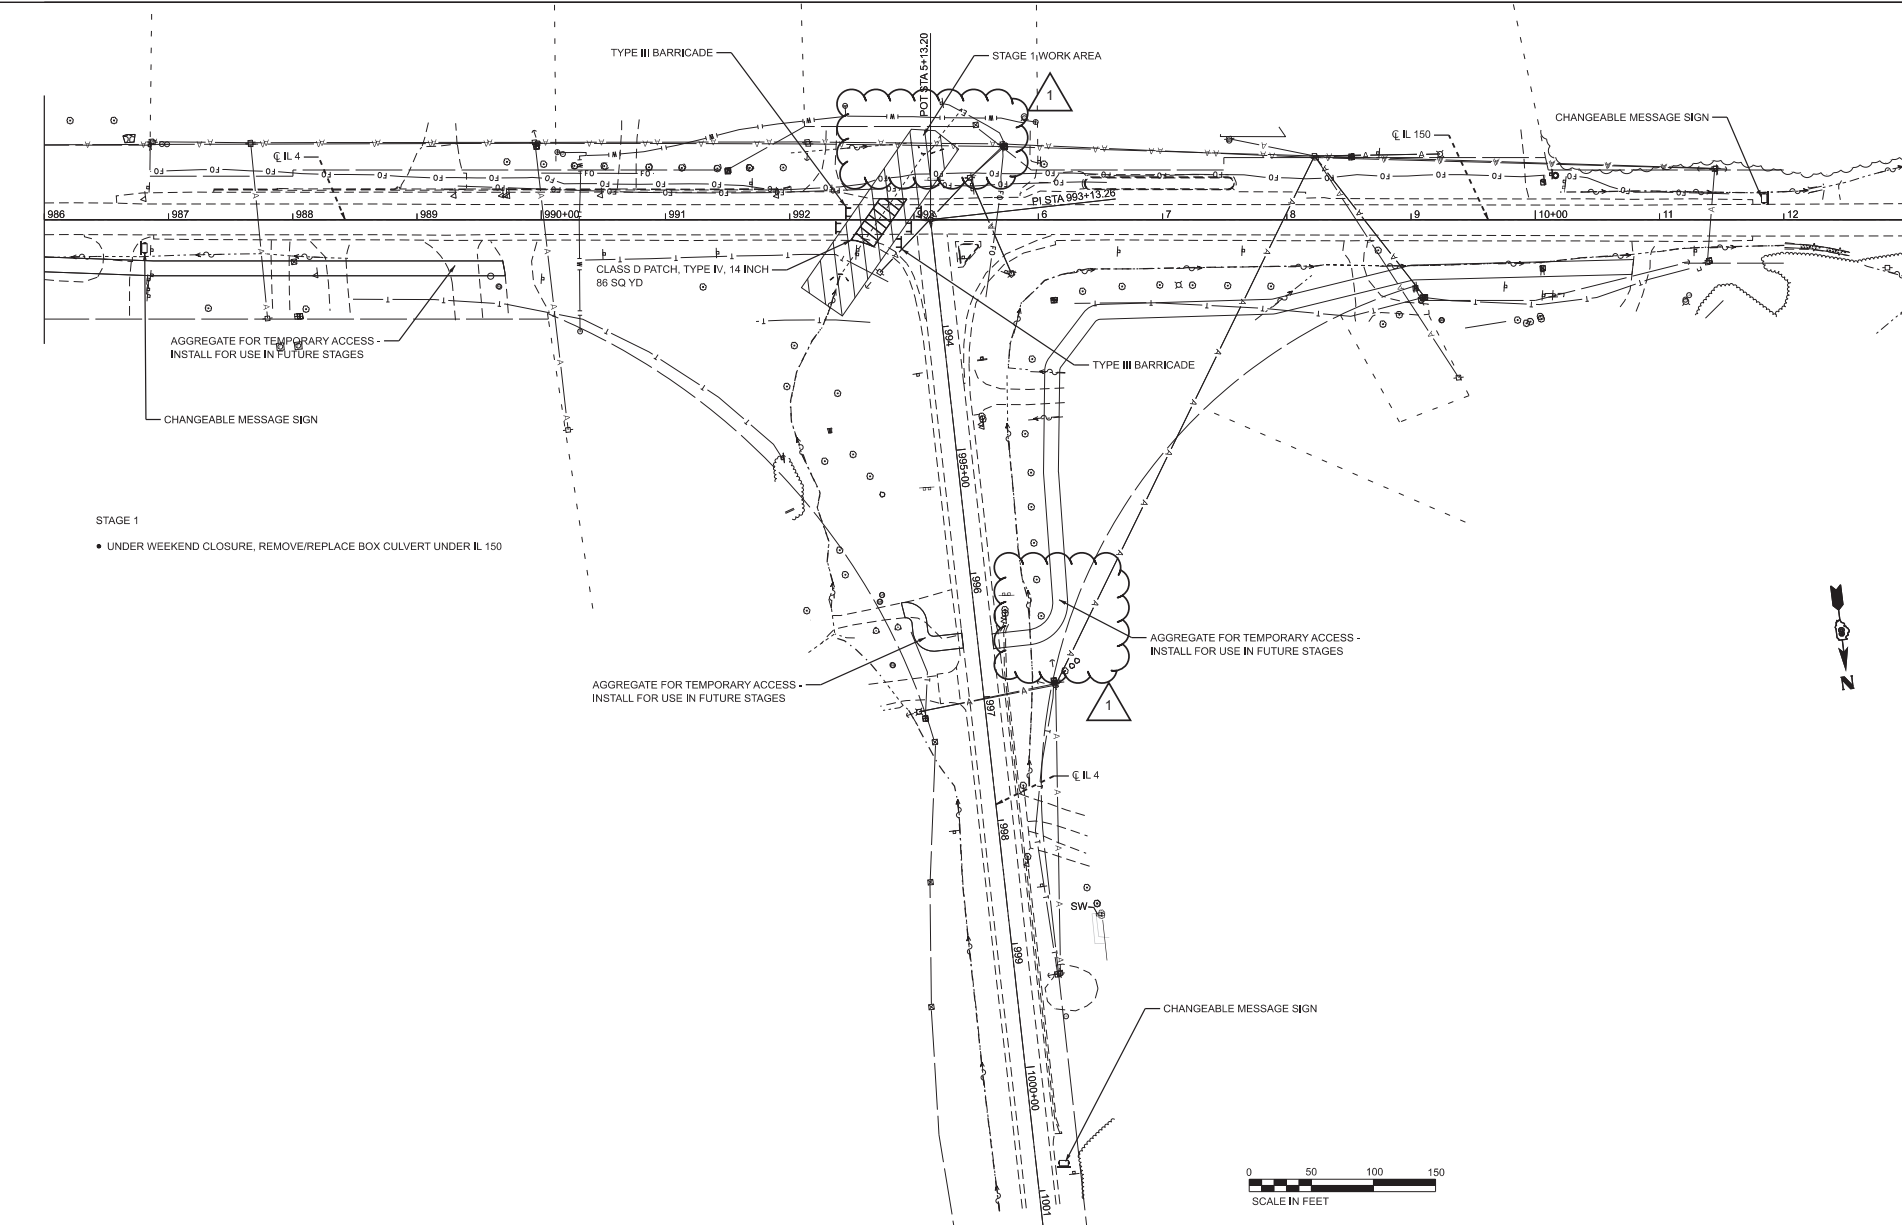 TYPE III BARRICADE
POT STA 5+13.20
STAGE 1 WORK AREA
1
CHANGEABLE MESSAGE SIGN
℄ IL 4
℄ IL 150
PI STA 993+13.26
986
987
988
989
990+00
991
992
993
6
7
8
9
10+00
11
12
CLASS D PATCH, TYPE IV, 14 INCH
86 SQ YD
AGGREGATE FOR TEMPORARY ACCESS -
INSTALL FOR USE IN FUTURE STAGES
TYPE III BARRICADE
CHANGEABLE MESSAGE SIGN
994
995+00
STAGE 1
• UNDER WEEKEND CLOSURE, REMOVE/REPLACE BOX CULVERT UNDER IL 150
996
AGGREGATE FOR TEMPORARY ACCESS -
INSTALL FOR USE IN FUTURE STAGES
AGGREGATE FOR TEMPORARY ACCESS -
INSTALL FOR USE IN FUTURE STAGES
N
997
1
℄ IL 4
998
SW
999
CHANGEABLE MESSAGE SIGN
1000+00
1001
0 50 100 150
SCALE IN FEET